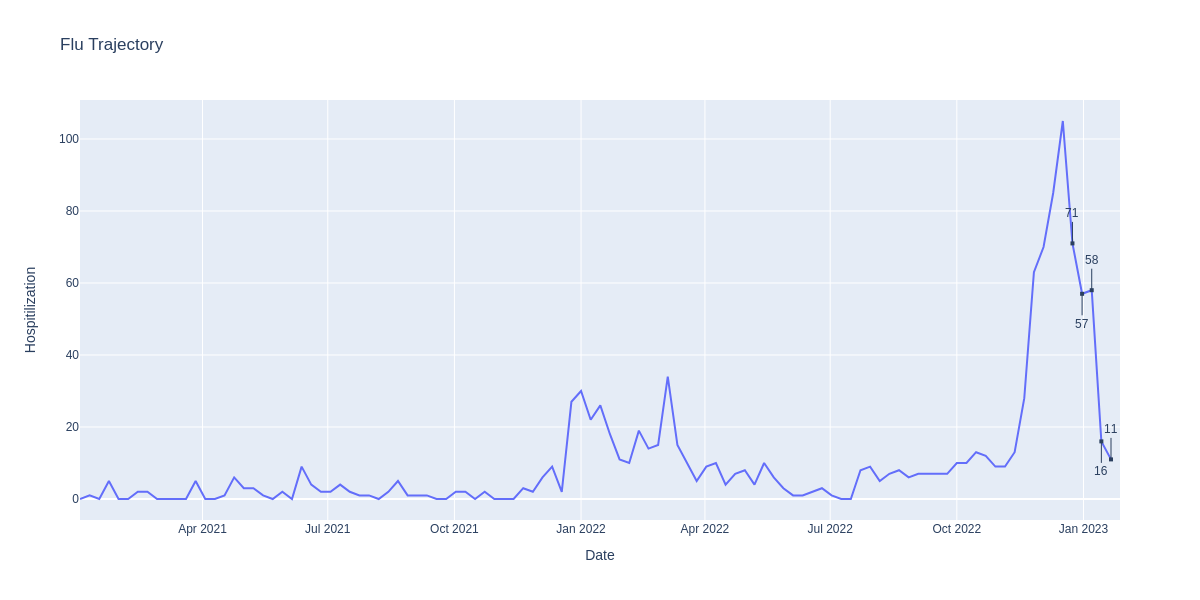 Flu Trajectory
100
80
60
40
20
0
Hospitilization
71
58
57
11
16
Apr 2021
Jul 2021
Oct 2021
Jan 2022
Apr 2022
Jul 2022
Oct 2022
Jan 2023
Date